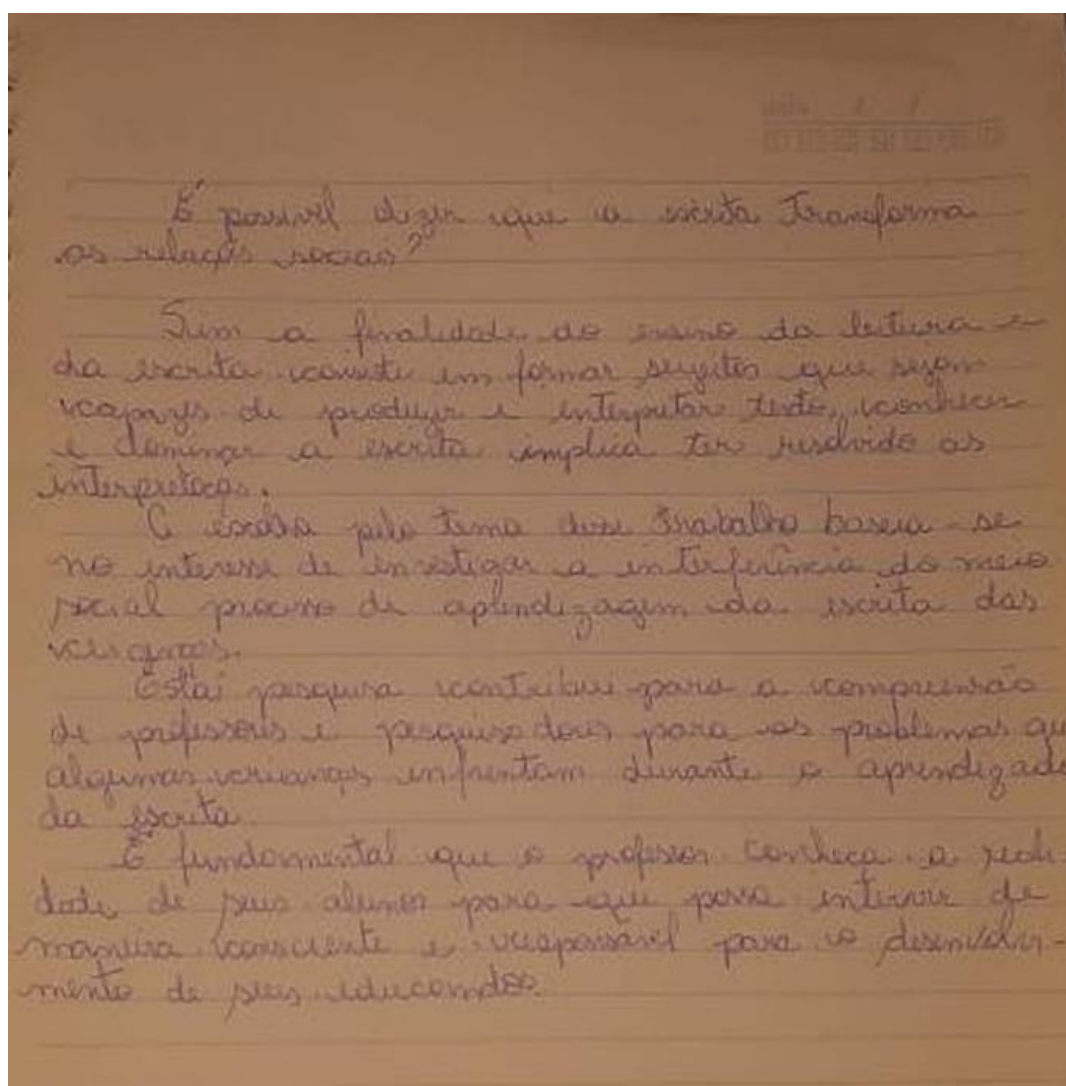 É possivel dizer que a escrita Transforma
as relações sociais?
Sim a finalidade do ensino da leitura e
da escrita consiste em formar sujeitos que sejam
capazes de produzir e interpretar texto, conhecer
e dominar a escrita implica ter resolvido as
interpretaçãs.
A escolha pelo tema desse trabalho baseia-se
no interesse de investigar a interferência do meio
social processo de aprendizagem da escrita das
crianças.
Esta pesquisa contribui para a compreensão
de professores e pesquisadores para os problemas que
algumas crianças enfrentam durante o aprendizado
da escrita.
É fundamental que o professor conheça a reali-
dade de seus alunos para que possa intervir de
maneira consciente e responsavel para o desenvolvi-
mento de seus educandos.